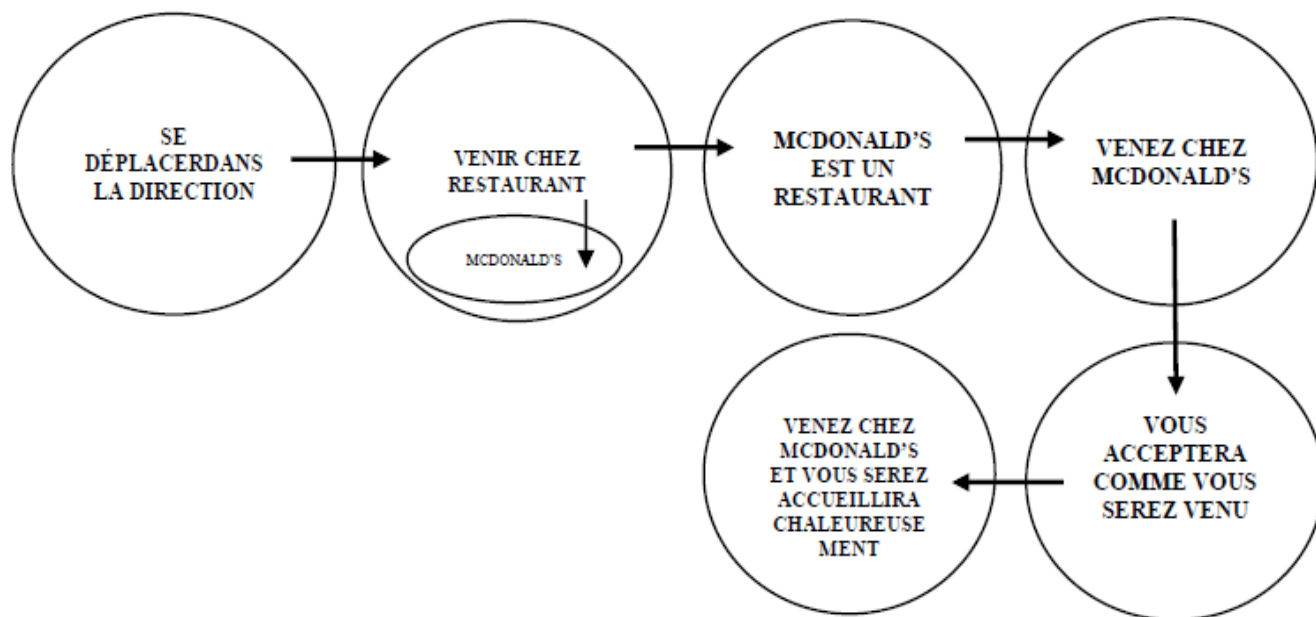 SE
DÉPLACERDANS
LA DIRECTION
VENIR CHEZ
RESTAURANT
MCDONALD'S
MCDONALD'S
EST UN
RESTAURANT
VENEZ CHEZ
MCDONALD'S
VOUS
ACCEPTERA
COMME VOUS
SEREZ VENU
VENEZ CHEZ
MCDONALD'S
ET VOUS SEREZ
ACCUEILLIRA
CHALEUREUSE
MENT